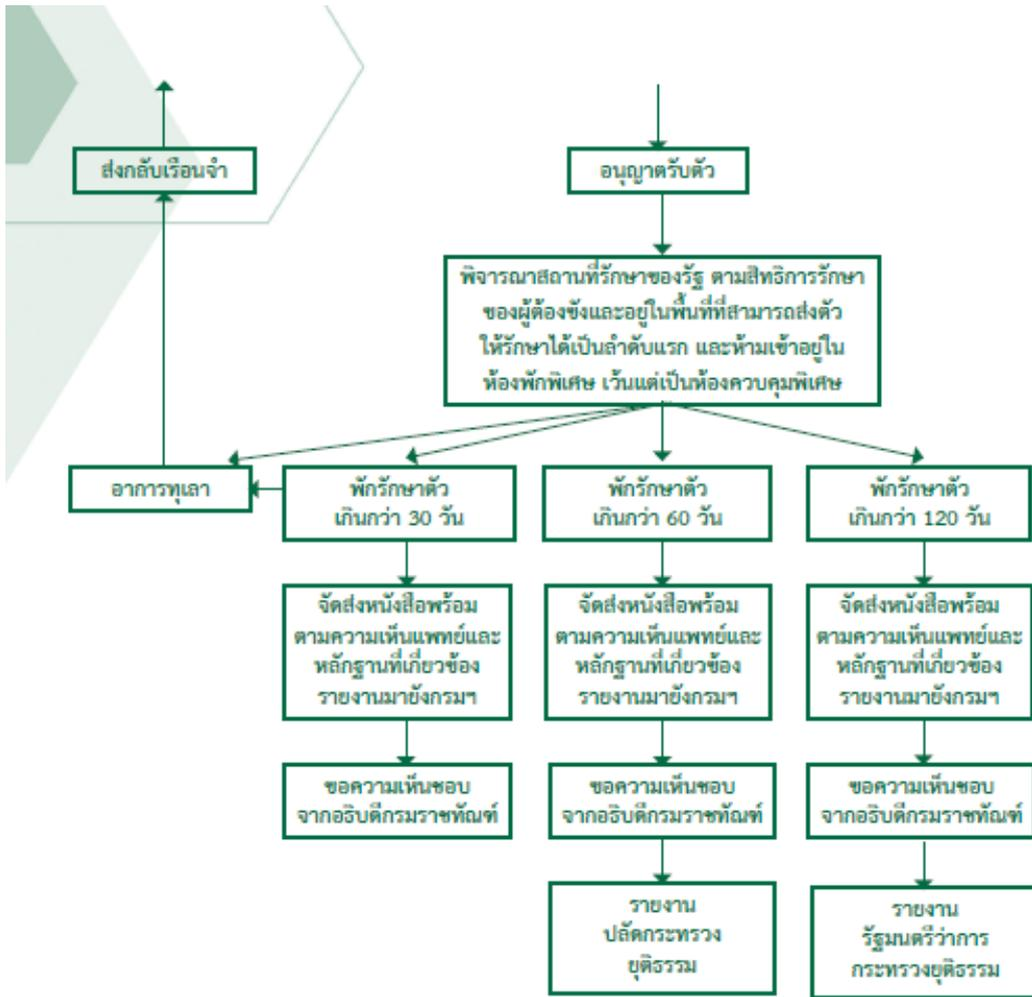 ส่งกลับเรือนจำ
อนุญาตรับตัว
พิจารณาสถานที่รักษาของรัฐ ตามสิทธิการรักษา
ของผู้ต้องขังและอยู่ในพื้นที่ที่สามารถส่งตัว
ให้รักษาได้เป็นลำดับแรก และห้ามเข้าอยู่ใน
ห้องพักพิเศษ เว้นแต่เป็นห้องควบคุมพิเศษ
อาการทุเลา
พักรักษาตัว
เกินกว่า 30 วัน
พักรักษาตัว
เกินกว่า 60 วัน
พักรักษาตัว
เกินกว่า 120 วัน
จัดส่งหนังสือพร้อม
ตามความเห็นแพทย์และ
หลักฐานที่เกี่ยวข้อง
รายงานมายังกรมฯ
จัดส่งหนังสือพร้อม
ตามความเห็นแพทย์และ
หลักฐานที่เกี่ยวข้อง
รายงานมายังกรมฯ
จัดส่งหนังสือพร้อม
ตามความเห็นแพทย์และ
หลักฐานที่เกี่ยวข้อง
รายงานมายังกรมฯ
ขอความเห็นชอบ
จากอธิบดีกรมราชทัณฑ์
ขอความเห็นชอบ
จากอธิบดีกรมราชทัณฑ์
ขอความเห็นชอบ
จากอธิบดีกรมราชทัณฑ์
รายงาน
ปลัดกระทรวง
ยุติธรรม
รายงาน
รัฐมนตรีว่าการ
กระทรวงยุติธรรม